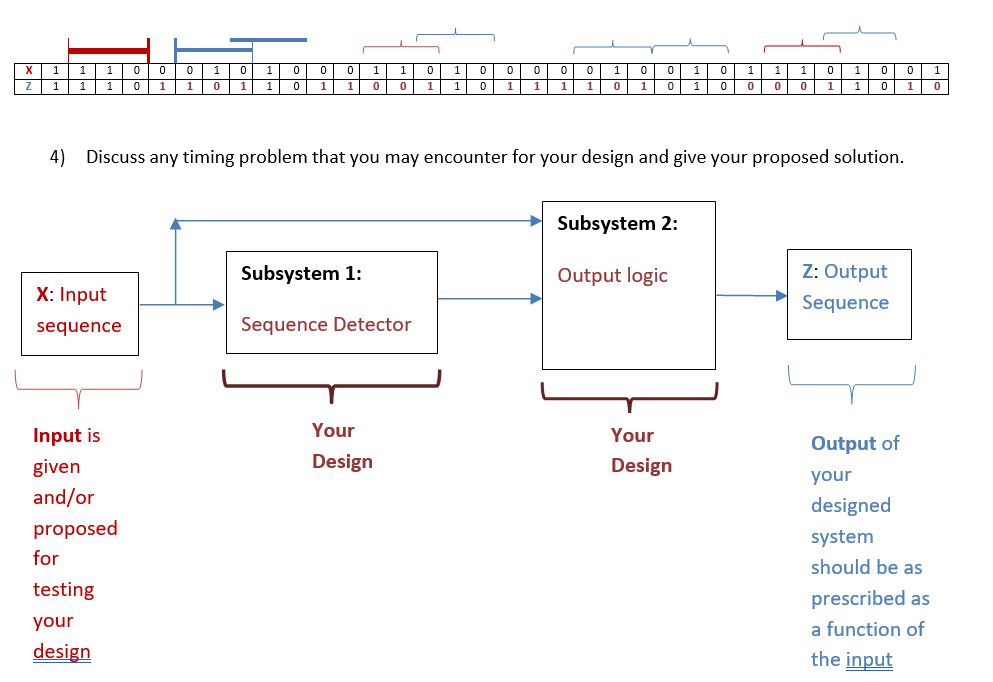 X 1 1 1 0 0 0 1 0 1 0 0 0 1 1 0 1 0 0 0 0 0 1 0 0 1 0 1 1 1 0 1 0 0 1
Z 1 1 1 0 1 1 0 1 1 0 1 1 0 0 1 1 0 1 1 1 1 0 1 0 1 0 0 0 0 1 1 0 1 0
4) Discuss any timing problem that you may encounter for your design and give your proposed solution.
X: Input
sequence
Subsystem 1:
Sequence Detector
Subsystem 2:
Output logic
Z: Output
Sequence
Input is
given
and/or
proposed
for
testing
your
design
Your
Design
Your
Design
Output of
your
designed
system
should be as
prescribed as
a function of
the input